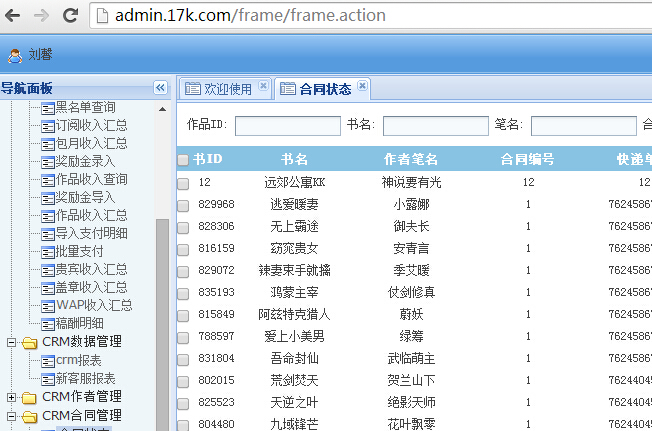 admin.17k.com/frame/frame.action
刘馨
导航面板
欢迎使用
合同状态
黑名单查询
订阅收入汇总
包月收入汇总
奖励金录入
作品收入查询
奖励金导入
作品收入汇总
导入支付明细
批量支付
贵宾收入汇总
盖章收入汇总
WAP收入汇总
稿酬明细
CRM数据管理
crm报表
新客服报表
CRM作者管理
CRM合同管理
合同状态
作品ID: 书名: 笔名:
书ID 书名 作者笔名 合同编号 快递单
12 远郊公寓KK 神说要有光 12 12
829968 逃爱暖妻 小露娜 1 7624586
828306 无上霸途 御夫长 1 7624586
816159 窈窕贵女 安青言 1 7624586
829072 辣妻束手就擒 季艾暖 1 7624586
835193 鸿蒙主宰 仗剑修真 1 7624586
815849 阿兹特克猎人 蔚妖 1 7624586
788597 爱上小美男 绿筹 1 7624586
831804 吾命封仙 武临萌主 1 7624586
802015 荒剑焚天 贺兰山下 1 7624404
825523 天逆之叶 绝影天师 1 7624404
804480 九域锋芒 花叶飘零 1 7624404